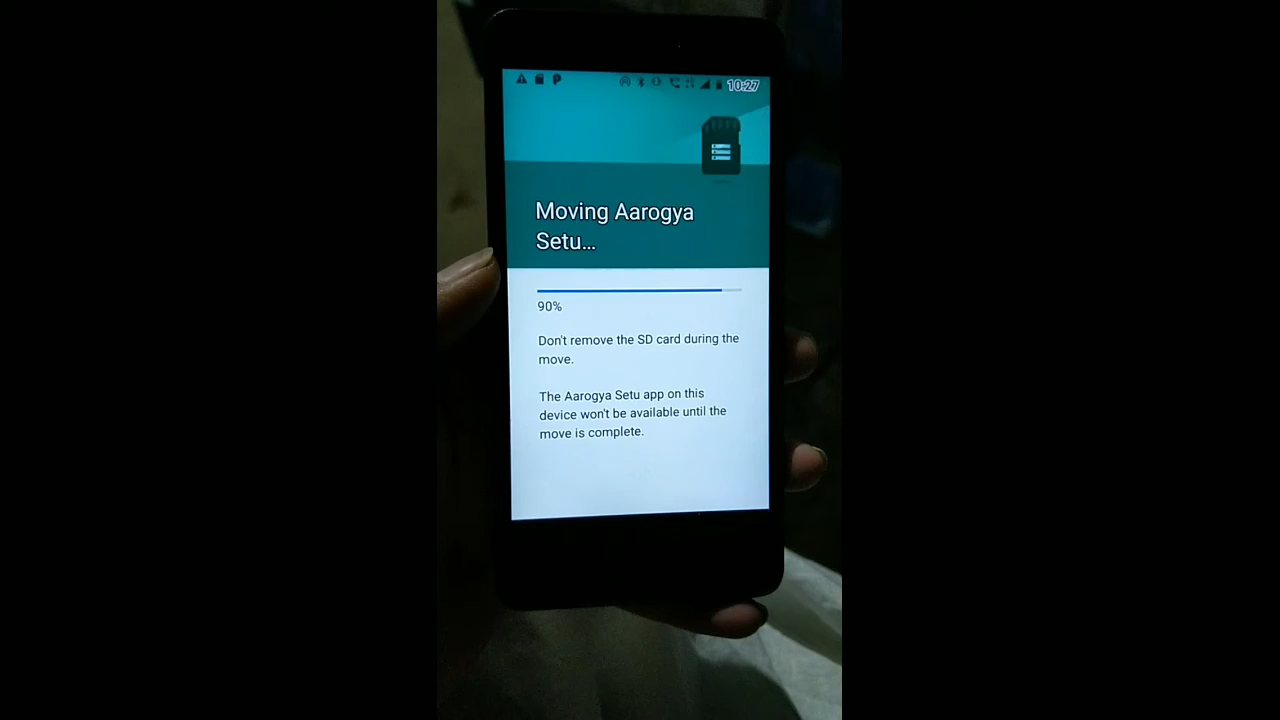 10:27
Moving Aarogya
Setu...
90%
Don't remove the SD card during the
move.
The Aarogya Setu app on this
device won't be available until the
move is complete.